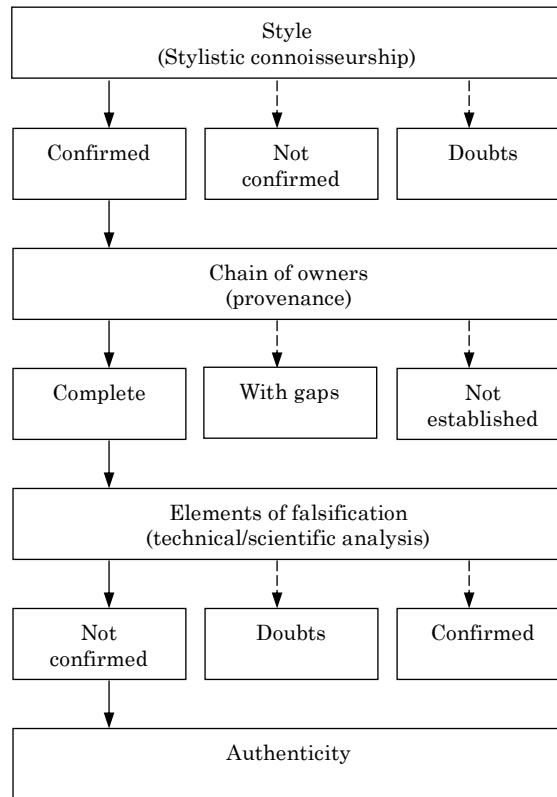 Style
(Stylistic connoisseurship)
Confirmed
Not
confirmed
Doubts
Chain of owners
(provenance)
Complete
With gaps
Not
established
Elements of falsification
(technical/scientific analysis)
Not
confirmed
Doubts
Confirmed
Authenticity